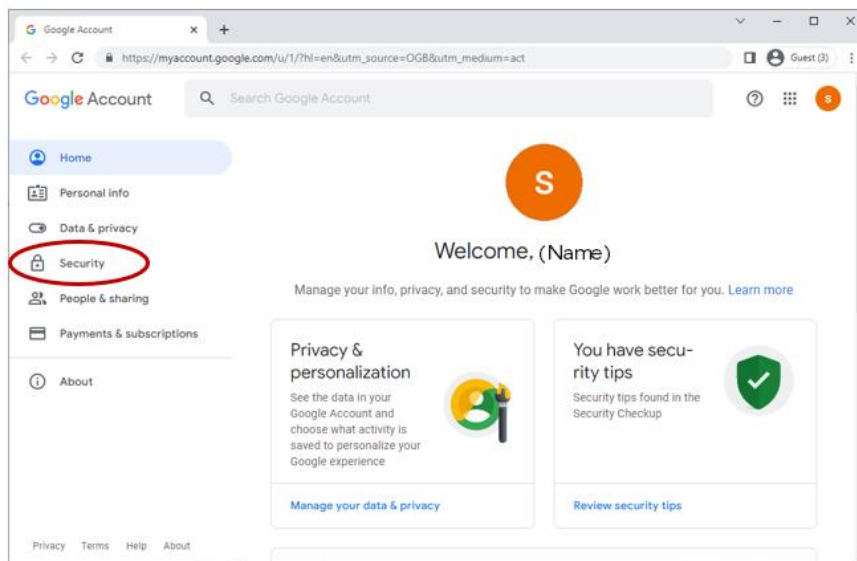 Google Account
https://myaccount.google.com/u/1/?hl=en&utm_source=OGB&utm_medium=act
Guest (3)
Google Account
Search Google Account
S
Home
Personal info
Data & privacy
Security
People & sharing
Payments & subscriptions
About
S
Welcome, (Name)
Manage your info, privacy, and security to make Google work better for you. Learn more
Privacy &
personalization
See the data in your
Google Account and
choose what activity is
saved to personalize your
Google experience
Manage your data & privacy
You have secu-
rity tips
Security tips found in the
Security Checkup
Review security tips
Privacy Terms Help About